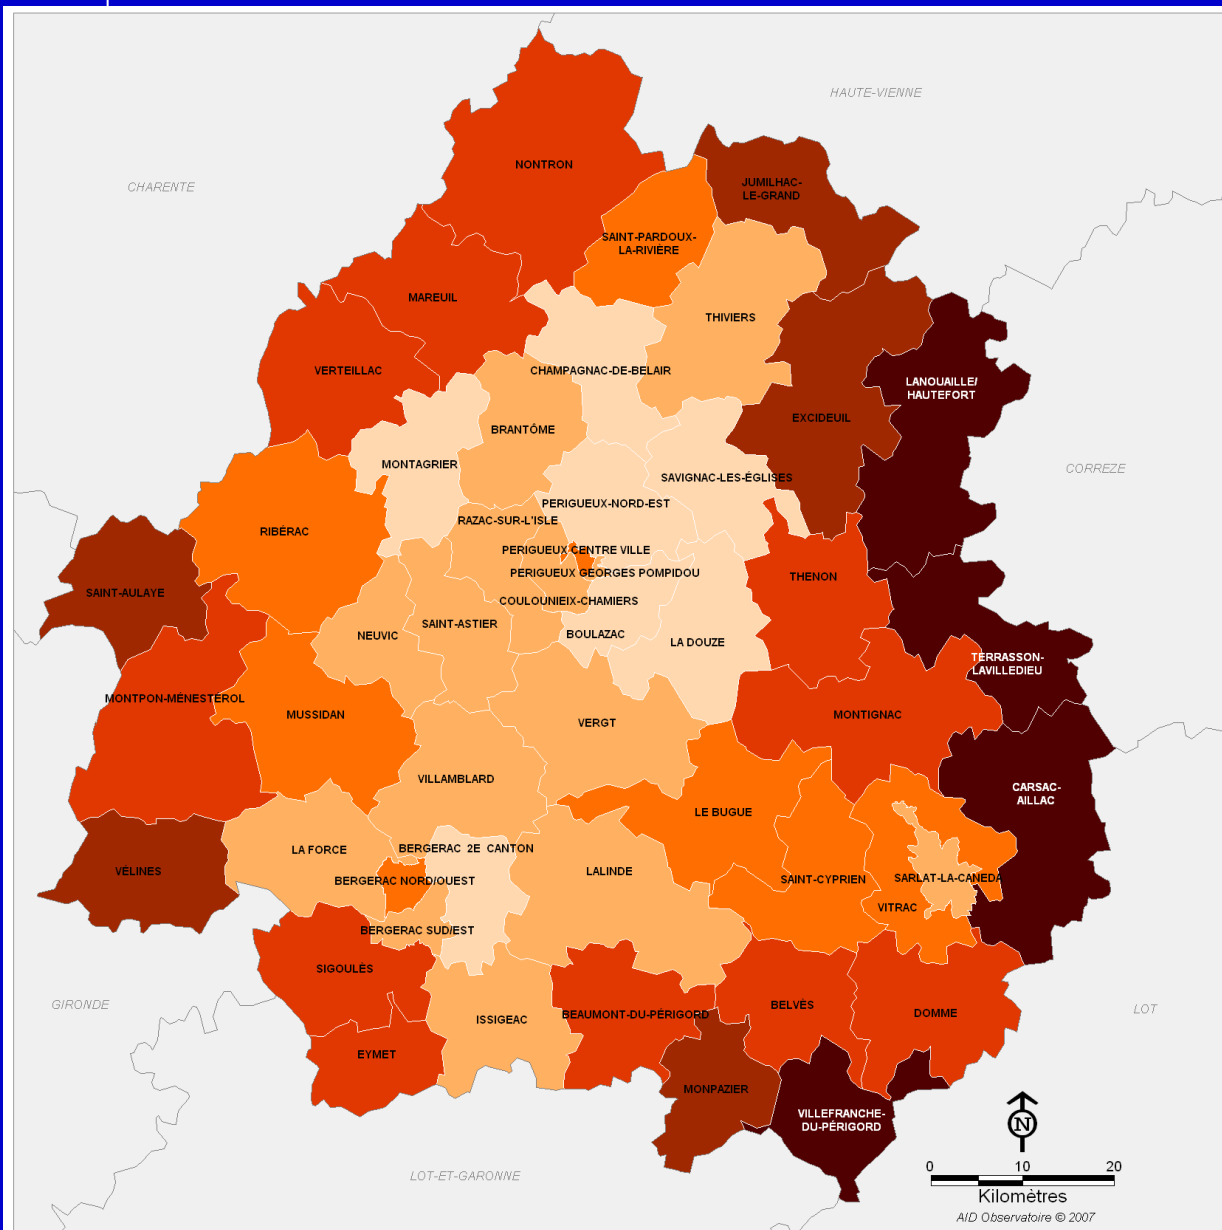 HAUTE-VIENNE
CHARENTE
NONTRON
JUMILHAC-
LE-GRAND
SAINT-PARDOUX-
LA-RIVIÈRE
MAREUIL
THIVIERS
VERTEILLAC
CHAMPAGNAC-DE-BELAIR
LANOUAILLE/
HAUTEFORT
EXCIDEUIL
BRANTÔME
MONTAGRIER
CORREZE
SAVIGNAC-LES-ÉGLISES
PERIGUEUX-NORD-EST
RAZAC-SUR-L'ISLE
RIBÉRAC
PERIGUEUX CENTRE VILLE
PERIGUEUX GEORGES POMPIDOU
THENON
SAINT-AULAYE
COULOUNIEIX-CHAMIERS
SAINT-ASTIER
NEUVIC
BOULAZAC
LA DOUZE
TERRASSON-
LAVILLEDIEU
MONTPON-MÉNESTÉROL
MUSSIDAN
MONTIGNAC
VERGT
VILLAMBLARD
CARSAC-
AILLAC
LE BUGUE
LA FORCE
BERGERAC 2E CANTON
VÉLINES
LALINDE
BERGERAC NORD/OUEST
SAINT-CYPRIEN
SARLAT-LA-CANEDA
VITRAC
BERGERAC SUD/EST
SIGOULÈS
GIRONDE
BELVÈS
LOT
ISSIGEAC
BEAUMONT-DU-PÉRIGORD
DOMME
EYMET
MONPAZIER
VILLEFRANCHE-
DU-PÉRIGORD
N
LOT-ET-GARONNE
0 10 20
Kilomètres
AID Observatoire © 2007